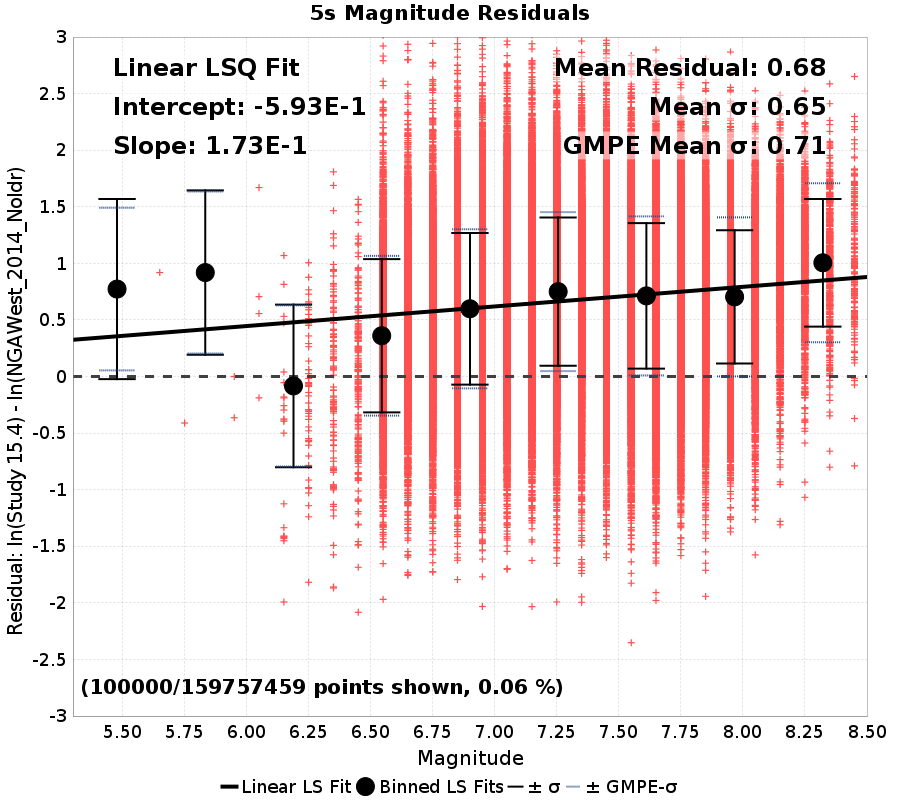 5s Magnitude Residuals
Linear LSQ Fit
Intercept: -5.93E-1
Slope: 1.73E-1
Mean Residual: 0.68
Mean σ: 0.65
GMPE Mean σ: 0.71
Residual: ln(Study 15.4) - ln(NGAWest_2014_NoIdr)
3
2.5
2
1.5
1
0.5
0
-0.5
-1
-1.5
-2
-2.5
-3
(100000/159757459 points shown, 0.06 %)
5.50 5.75 6.00 6.25 6.50 6.75 7.00 7.25 7.50 7.75 8.00 8.25 8.50
Magnitude
Linear LS Fit Binned LS Fits ± σ ± GMPE-σ